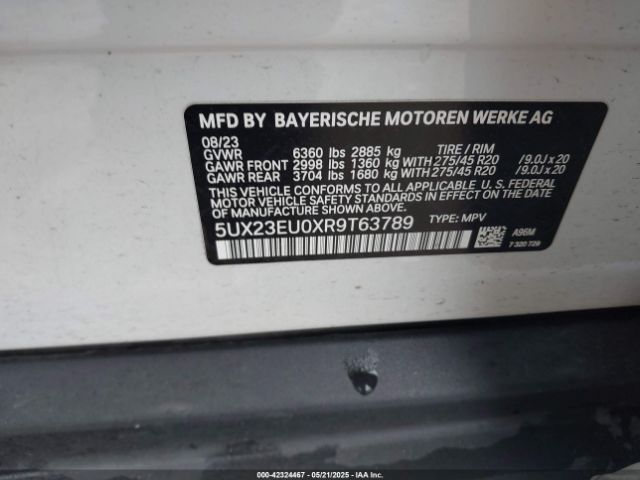 MFD BY BAYERISCHE MOTOREN WERKE AG
08/23
GVWR 6360 lbs 2885 kg TIRE / RIM
GAWR FRONT 2998 lbs 1360 kg WITH 275/45 R20 / 9.0J x 20
GAWR REAR 3704 lbs 1680 kg WITH 275/45 R20 / 9.0J x 20
THIS VEHICLE CONFORMS TO ALL APPLICABLE U. S. FEDERAL
MOTOR VEHICLE SAFETY STANDARDS IN EFFECT ON THE DATE
OF MANUFACTURE SHOWN ABOVE.
5UX23EU0XR9T63789 TYPE: MPV
A96M
7 320 729
000-42324467 - 05/21/2025 - IAAI.COM